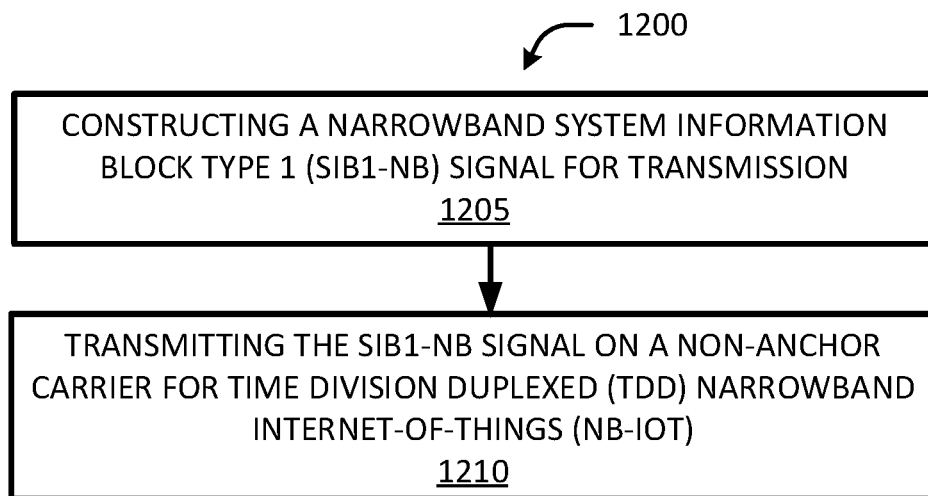 1200
CONSTRUCTING A NARROWBAND SYSTEM INFORMATION
BLOCK TYPE 1 (SIB1-NB) SIGNAL FOR TRANSMISSION
1205
TRANSMITTING THE SIB1-NB SIGNAL ON A NON-ANCHOR
CARRIER FOR TIME DIVISION DUPLEXED (TDD) NARROWBAND
INTERNET-OF-THINGS (NB-IOT)
1210